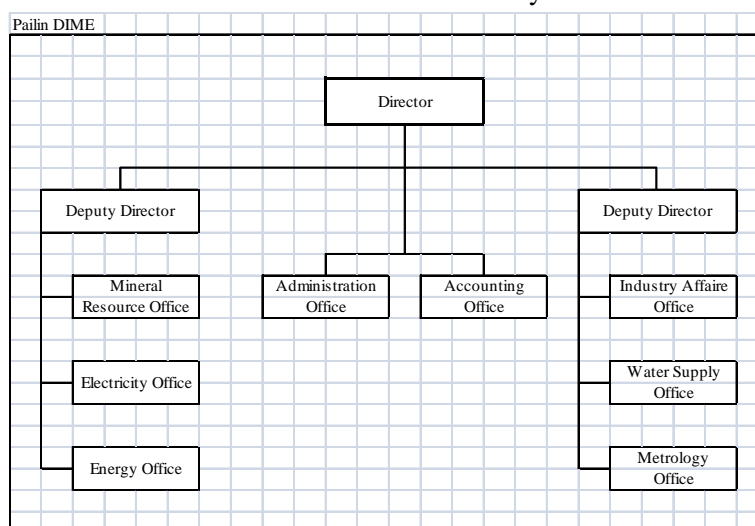 Pailin DIME
Director
Deputy Director
Deputy Director
Mineral
Resource Office
Administration
Office
Accounting
Office
Industry Affaire
Office
Electricity Office
Water Supply
Office
Energy Office
Metrology
Office